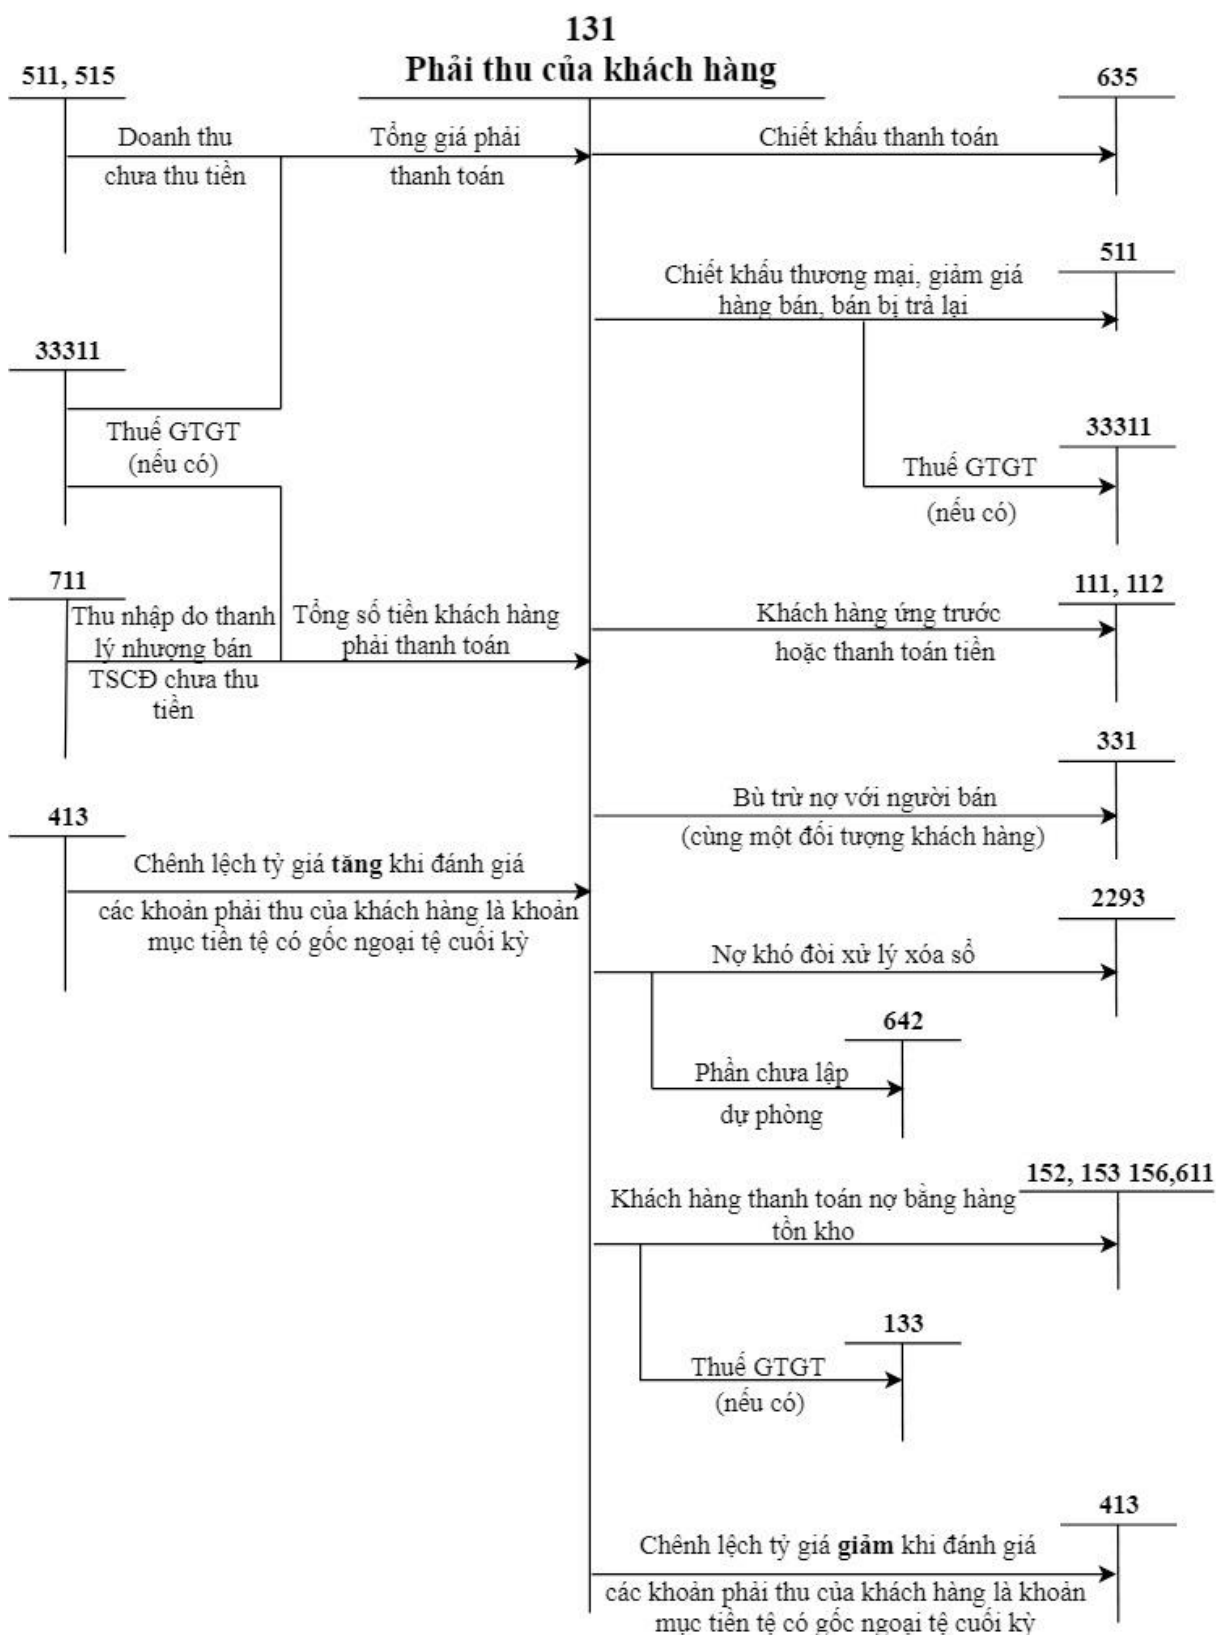 131
Phải thu của khách hàng
511, 515
Doanh thu
chưa thu tiền
Tổng giá phải
thanh toán
33311
Thuế GTGT
(nếu có)
711
Thu nhập do thanh
lý nhượng bán
TSCĐ chưa thu
tiền
Tổng số tiền khách hàng
phải thanh toán
413
Chênh lệch tỷ giá tăng khi đánh giá
các khoản phải thu của khách hàng là khoản
mục tiền tệ có gốc ngoại tệ cuối kỳ
635
Chiết khấu thanh toán
511
Chiết khấu thương mại, giảm giá
hàng bán, bán bị trả lại
33311
Thuế GTGT
(nếu có)
111, 112
Khách hàng ứng trước
hoặc thanh toán tiền
331
Bù trừ nợ với người bán
(cùng một đối tượng khách hàng)
2293
Nợ khó đòi xử lý xóa sổ
642
Phần chưa lập
dự phòng
152, 153 156,611
Khách hàng thanh toán nợ bằng hàng
tồn kho
133
Thuế GTGT
(nếu có)
413
Chênh lệch tỷ giá giảm khi đánh giá
các khoản phải thu của khách hàng là khoản
mục tiền tệ có gốc ngoại tệ cuối kỳ